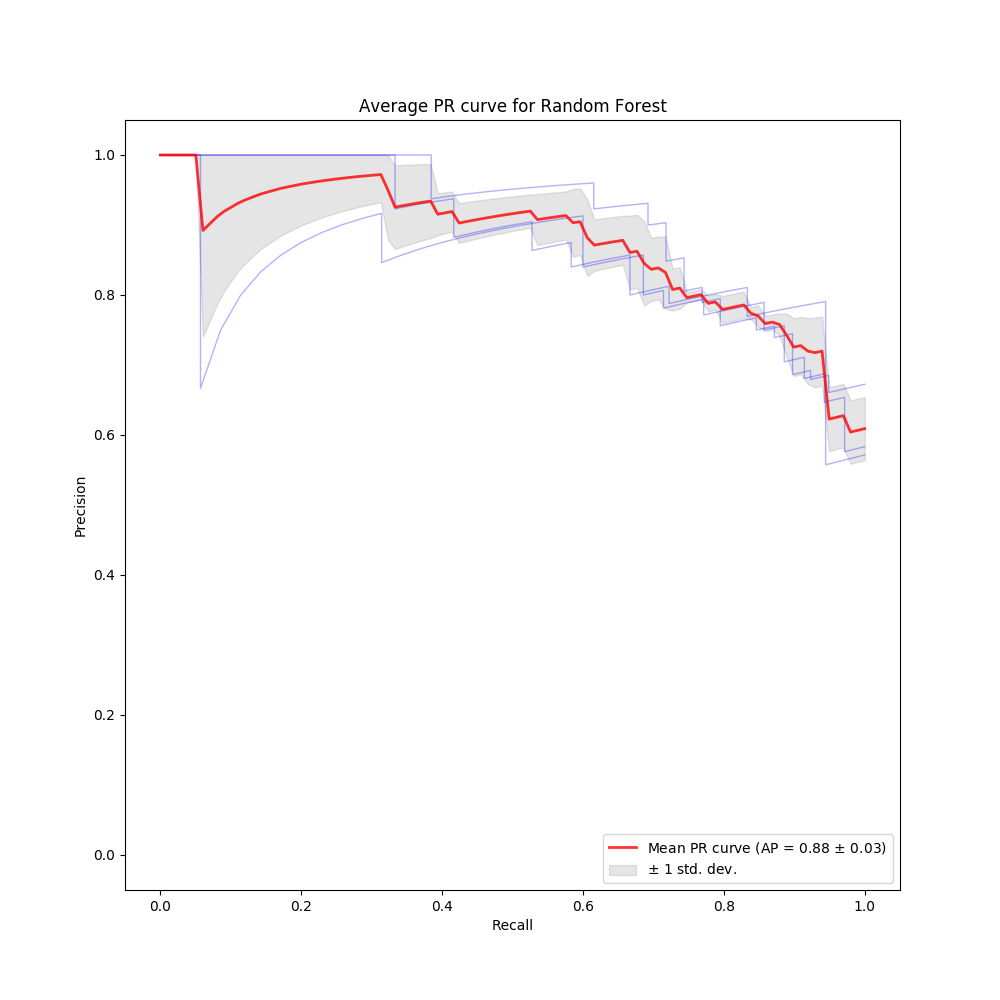 Average PR curve for Random Forest
1.0
0.8
0.6
0.4
0.2
0.0
Precision
Mean PR curve (AP = 0.88 ± 0.03)
± 1 std. dev.
0.0 0.2 0.4 0.6 0.8 1.0
Recall